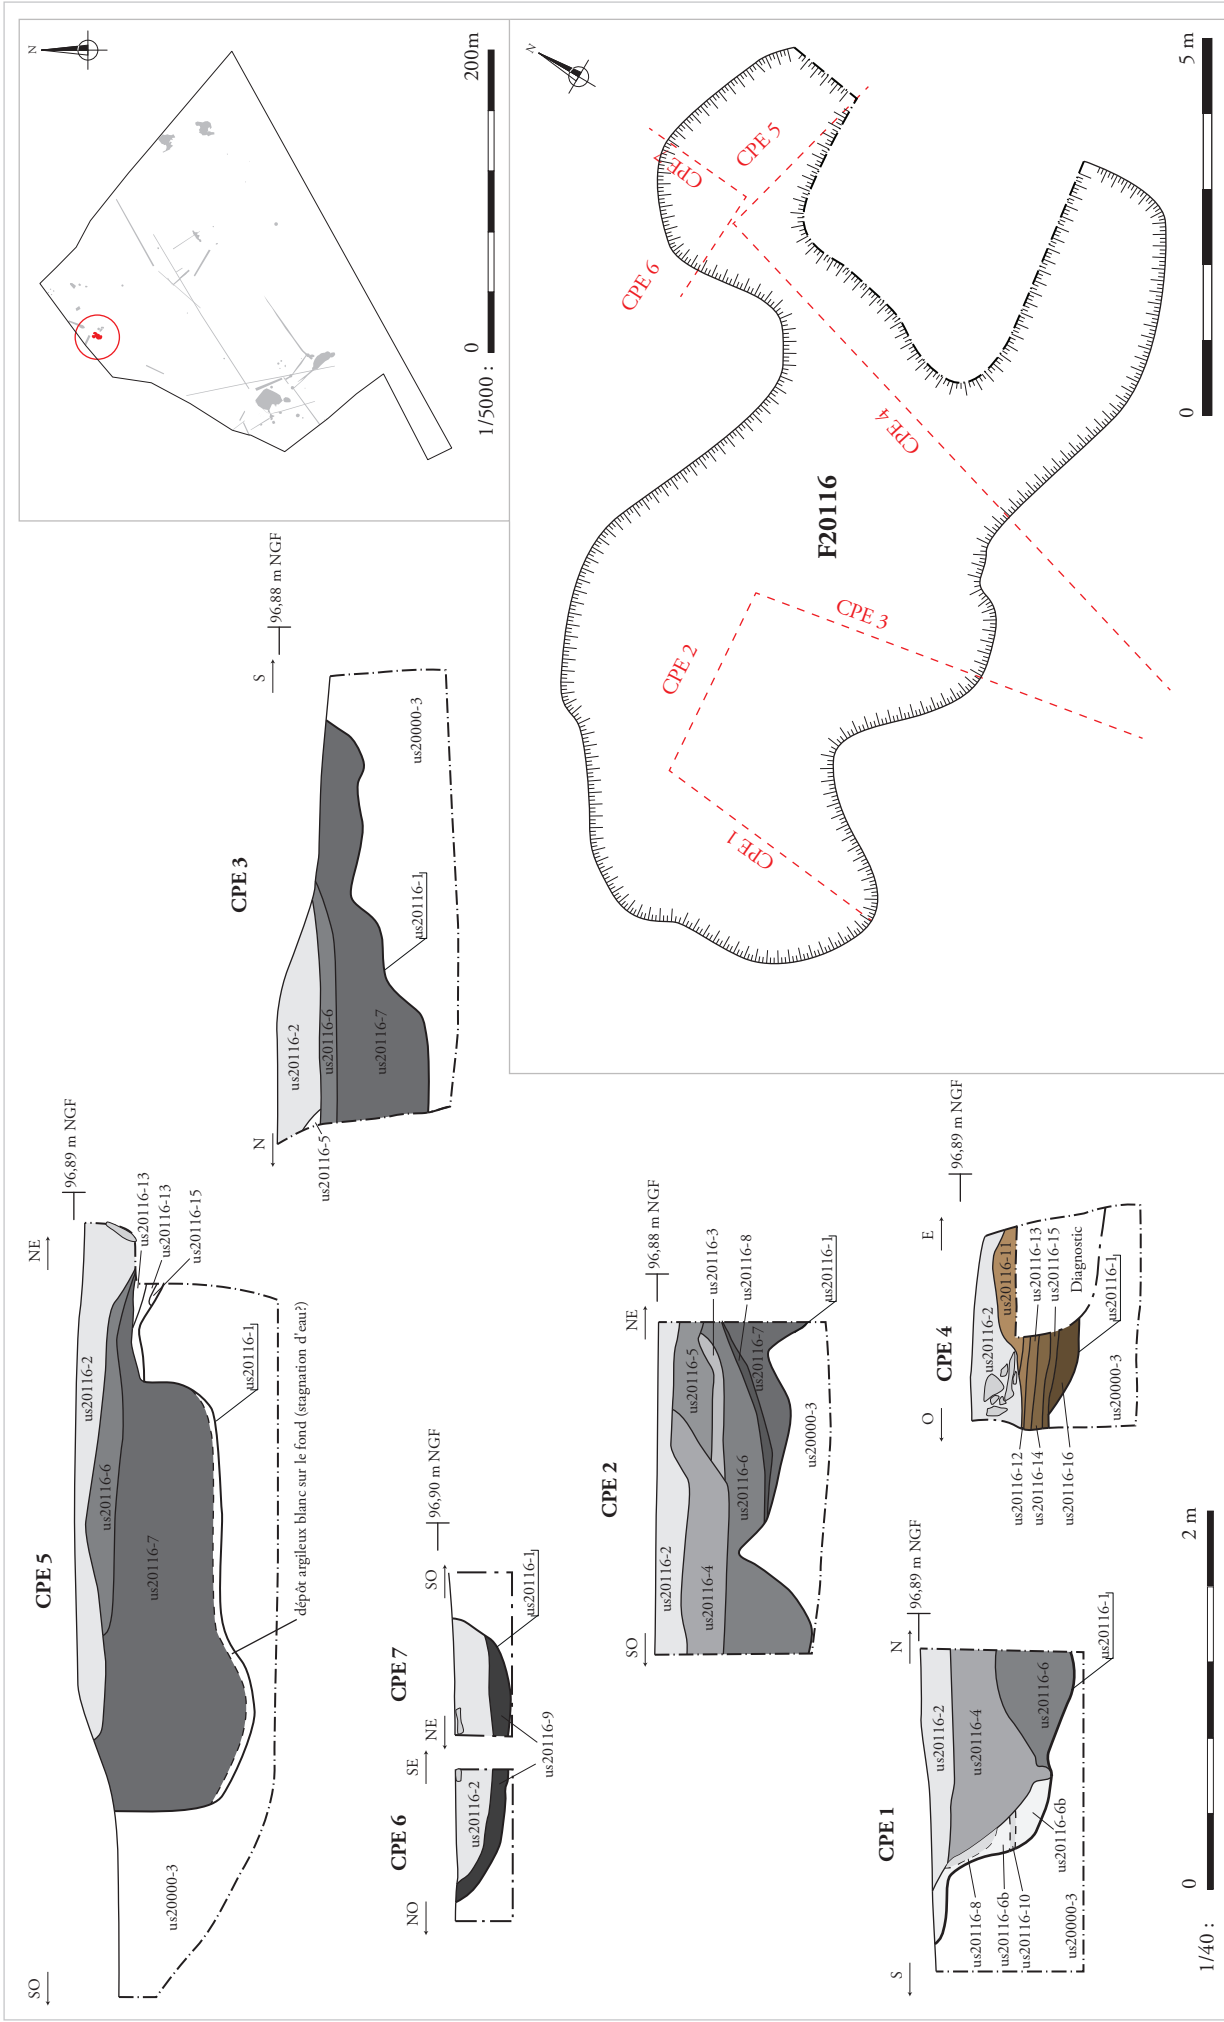 CPE 5
SO
NE
96,89 m NGF
us20116-2
us20116-6
us20116-7
us20000-3
us20116-13
us20116-13
us20116-15
us20116-1
dépôt argileux blanc sur le fond (stagnation d'eau?)
CPE 3
N
S
96,88 m NGF
us20116-2
us20116-6
us20116-7
us20116-5
us20116-1
us20000-3
CPE 6
NO
SE
us20116-2
us20116-9
CPE 7
NE
SO
96,90 m NGF
us20116-1
CPE 2
SO
NE
96,88 m NGF
us20116-2
us20116-4
us20116-5
us20116-6
us20116-7
us20116-3
us20116-8
us20116-1
us20000-3
CPE 1
S
N
96,89 m NGF
us20116-2
us20116-4
us20116-6
us20116-8
us20116-6b
us20116-10
us20116-6b
us20000-3
us20116-1
CPE 4
O
E
96,89 m NGF
us20116-2
us20116-11
us20116-13
us20116-15
Diagnostic
us20116-12
us20116-14
us20116-16
us20000-3
us20116-1
1/40 :
0
2 m
N
1/5000 :
0
200m
N
F20116
CPE 1
CPE 2
CPE 3
CPE 4
CPE 5
CPE 6
CPE 7
0
5 m